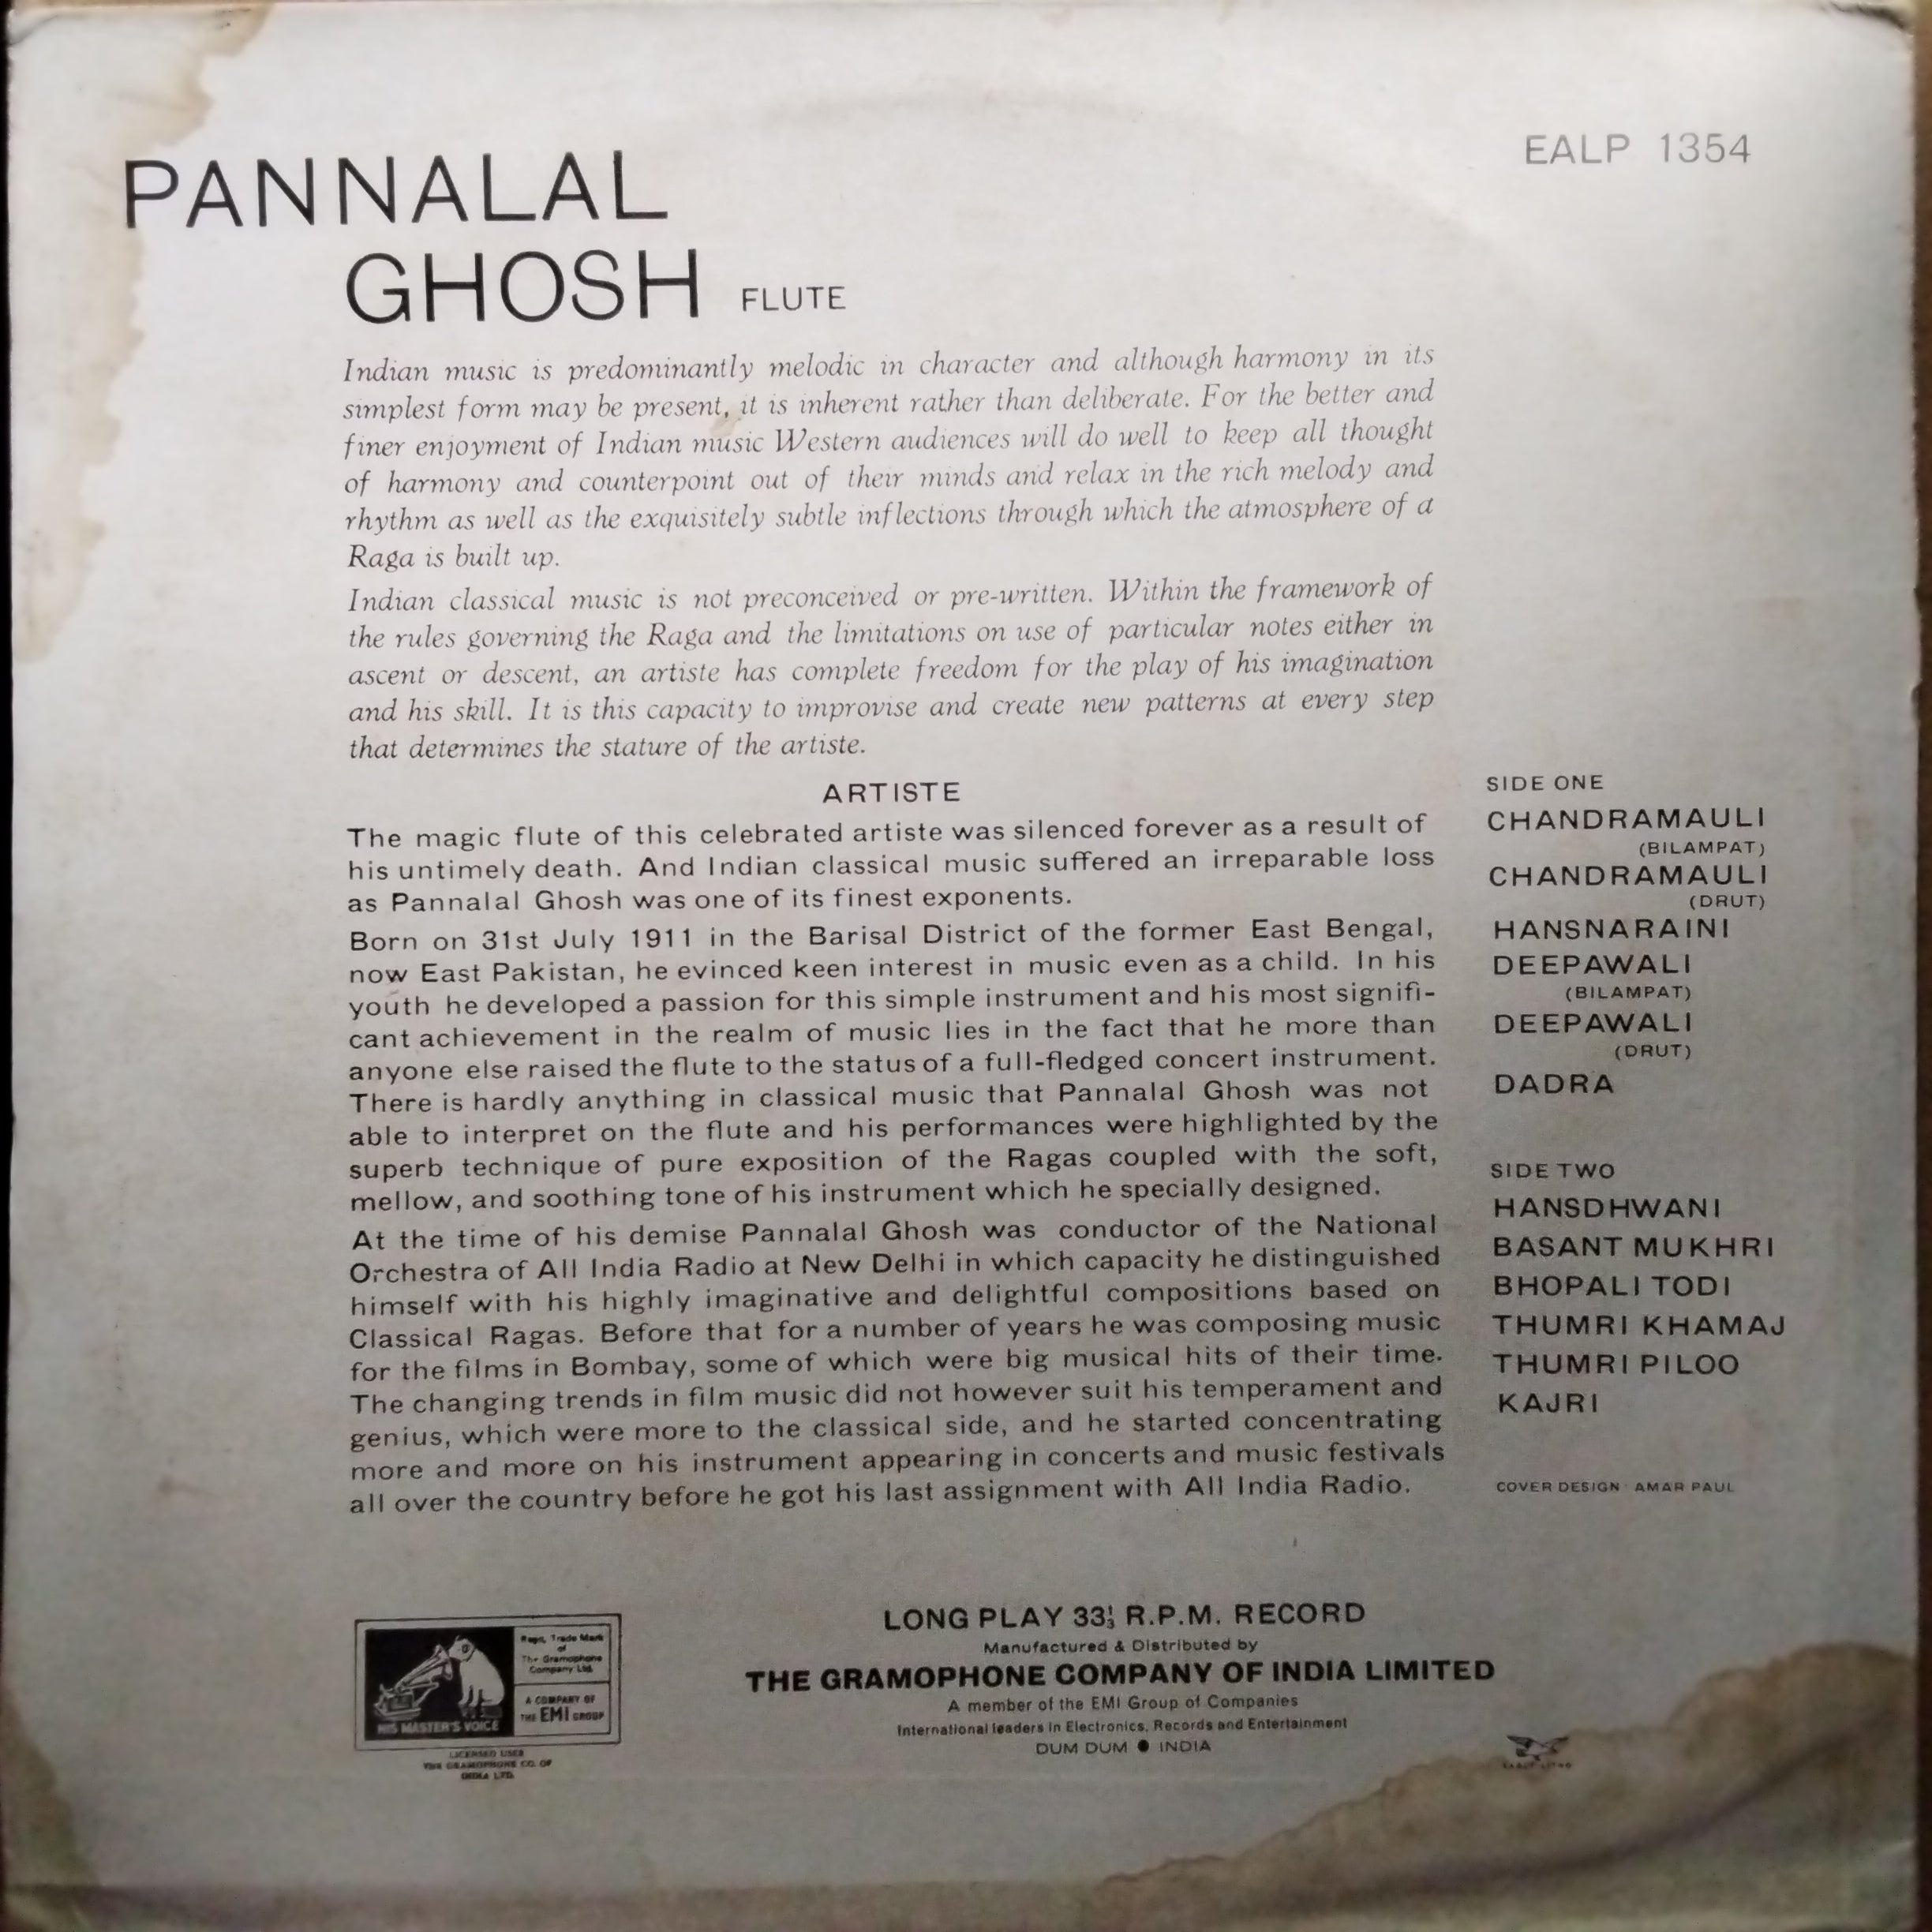 PANNALAL
GHOSH FLUTE
EALP 1354
Indian music is predominantly melodic in character and although harmony in its
simplest form may be present, it is inherent rather than deliberate. For the better and
finer enjoyment of Indian music Western audiences will do well to keep all thought
of harmony and counterpoint out of their minds and relax in the rich melody and
rhythm as well as the exquisitely subtle inflections through which the atmosphere of a
Raga is built up.
Indian classical music is not preconceived or pre-written. Within the framework of
the rules governing the Raga and the limitations on use of particular notes either in
ascent or descent, an artiste has complete freedom for the play of his imagination
and his skill. It is this capacity to improvise and create new patterns at every step
that determines the stature of the artiste.
ARTISTE
The magic flute of this celebrated artiste was silenced forever as a result of
his untimely death. And Indian classical music suffered an irreparable loss
as Pannalal Ghosh was one of its finest exponents.
Born on 31st July 1911 in the Barisal District of the former East Bengal,
now East Pakistan, he evinced keen interest in music even as a child. In his
youth he developed a passion for this simple instrument and his most signifi-
cant achievement in the realm of music lies in the fact that he more than
anyone else raised the flute to the status of a full-fledged concert instrument.
There is hardly anything in classical music that Pannalal Ghosh was not
able to interpret on the flute and his performances were highlighted by the
superb technique of pure exposition of the Ragas coupled with the soft,
mellow, and soothing tone of his instrument which he specially designed.
At the time of his demise Pannalal Ghosh was conductor of the National
Orchestra of All India Radio at New Delhi in which capacity he distinguished
himself with his highly imaginative and delightful compositions based on
Classical Ragas. Before that for a number of years he was composing music
for the films in Bombay, some of which were big musical hits of their time.
The changing trends in film music did not however suit his temperament and
genius, which were more to the classical side, and he started concentrating
more and more on his instrument appearing in concerts and music festivals
all over the country before he got his last assignment with All India Radio.
SIDE ONE
CHANDRAMAULI
(BILAMPAT)
CHANDRAMAULI
(DRUT)
HANSNARAINI
DEEPAWALI
(BILAMPAT)
DEEPAWALI
(DRUT)
DADRA
SIDE TWO
HANSDHWANI
BASANT MUKHRI
BHOPALI TODI
THUMRI KHAMAJ
THUMRI PILOO
KAJRI
COVER DESIGN · AMAR PAUL
HIS MASTER'S VOICE
Regd. Trade Mark
of
The Gramophone
Company Ltd.
A COMPANY OF
THE EMI GROUP
LICENSED USER
THE GRAMOPHONE CO. OF
INDIA LTD.
LONG PLAY 33⅓ R.P.M. RECORD
Manufactured & Distributed by
THE GRAMOPHONE COMPANY OF INDIA LIMITED
A member of the EMI Group of Companies
International leaders in Electronics, Records and Entertainment
DUM DUM ● INDIA